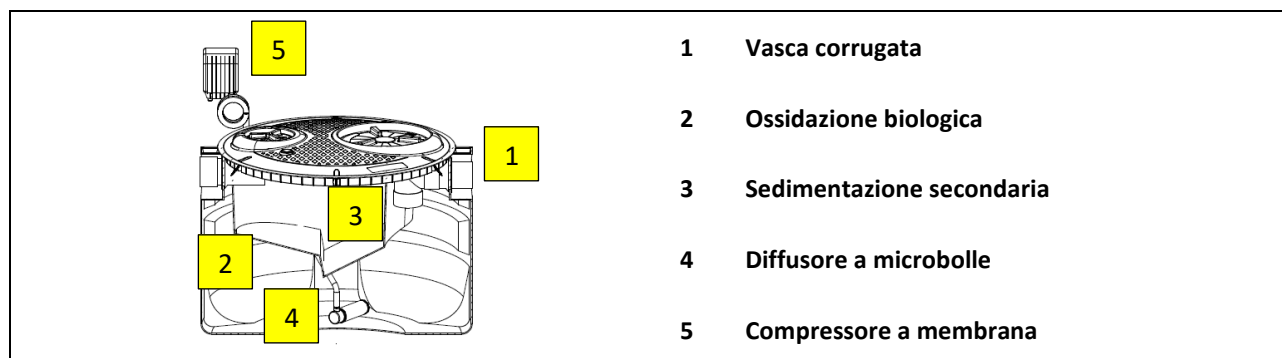 5
1
3
2
4
1 Vasca corrugata
2 Ossidazione biologica
3 Sedimentazione secondaria
4 Diffusore a microbolle
5 Compressore a membrana